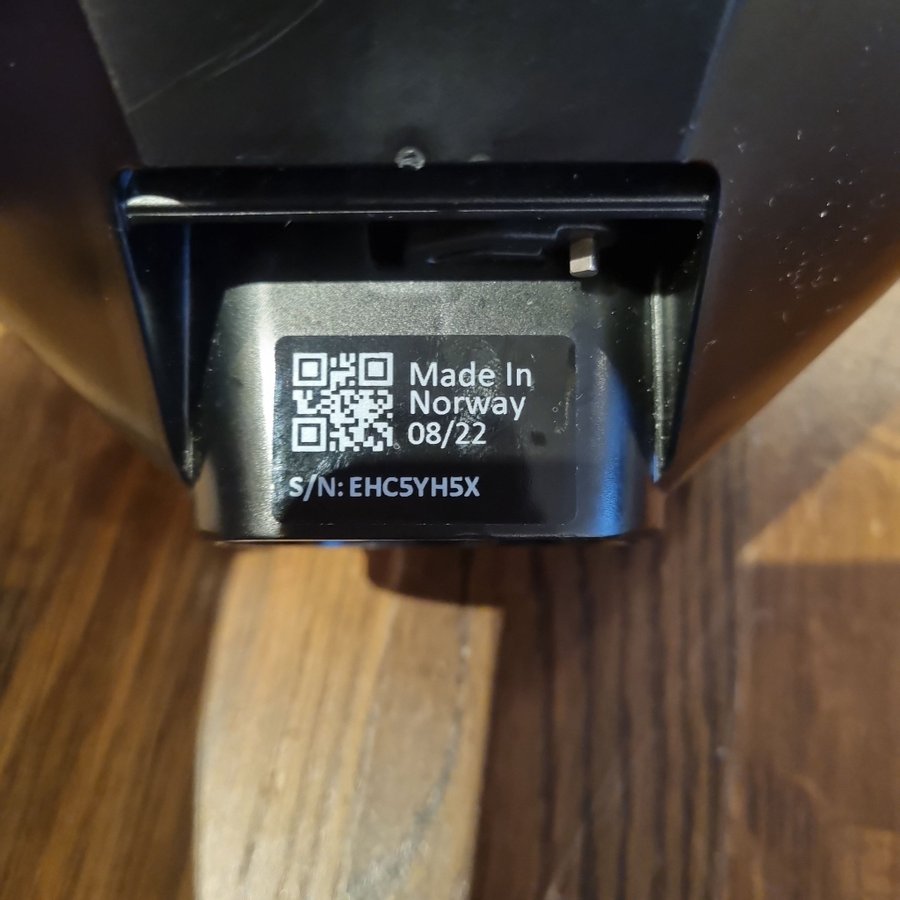 Made In
Norway
08/22
S/N: EHC5YH5X